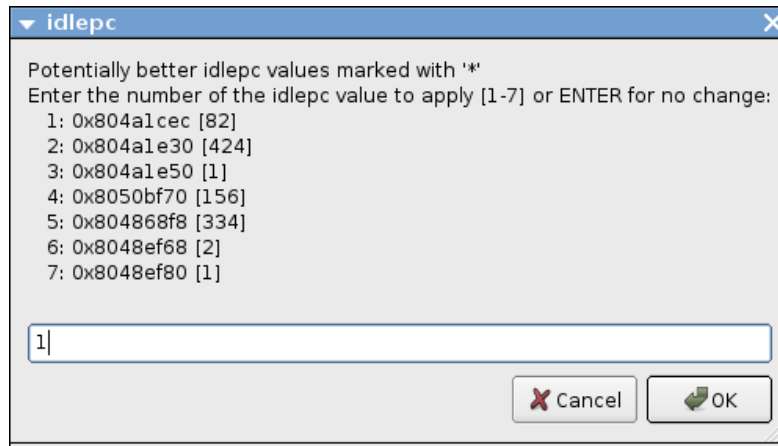 idlepc
Potentially better idlepc values marked with '*'
Enter the number of the idlepc value to apply [1-7] or ENTER for no change:
1: 0x804a1cec [82]
2: 0x804a1e30 [424]
3: 0x804a1e50 [1]
4: 0x8050bf70 [156]
5: 0x804868f8 [334]
6: 0x8048ef68 [2]
7: 0x8048ef80 [1]
1
Cancel OK